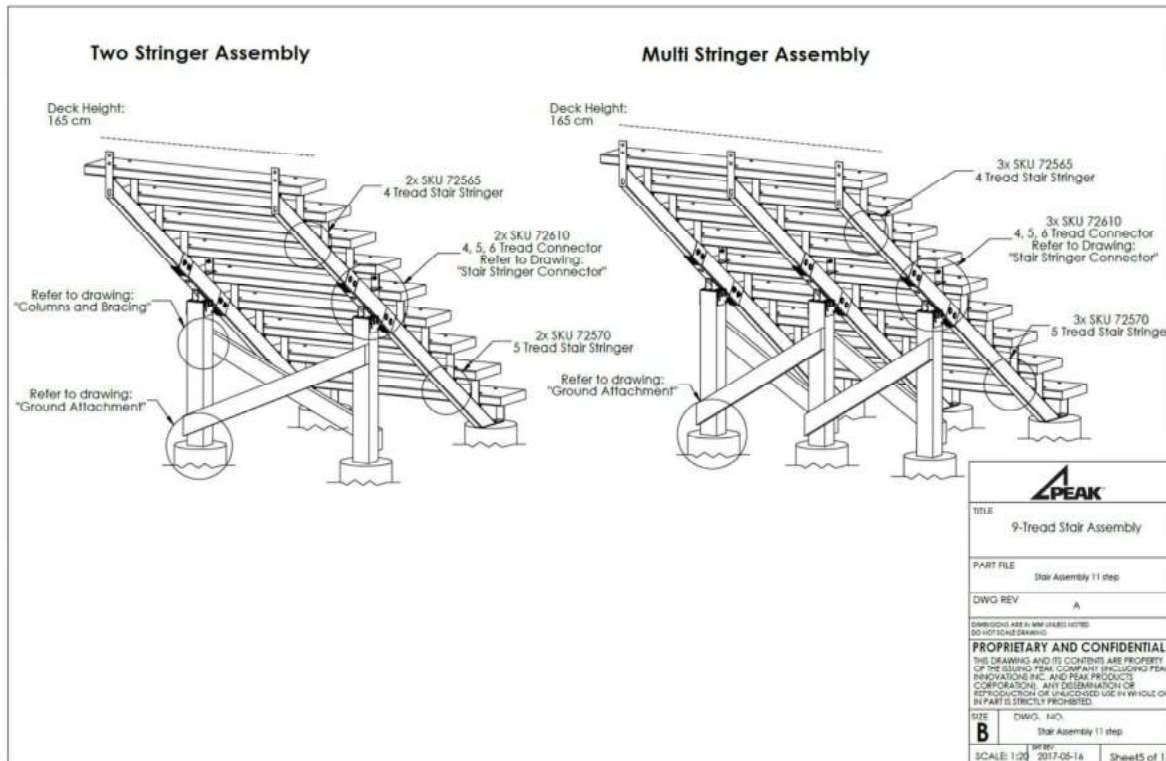 Two Stringer Assembly
Deck Height:
165 cm
2x SKU 72565
4 Tread Stair Stringer
2x SKU 72610
4, 5, 6 Tread Connector
Refer to Drawing:
"Stair Stringer Connector"
Refer to drawing:
"Columns and Bracing"
2x SKU 72570
5 Tread Stair Stringer
Refer to drawing:
"Ground Attachment"
Multi Stringer Assembly
Deck Height:
165 cm
3x SKU 72565
4 Tread Stair Stringer
3x SKU 72610
4, 5, 6 Tread Connector
Refer to Drawing:
"Stair Stringer Connector"
3x SKU 72570
5 Tread Stair Stringe
Refer to drawing:
"Ground Attachment"
PEAK
TITLE
9-Tread Stair Assembly
PART FILE
Stair Assembly 11 step
DWG REV
A
DIMENSIONS ARE IN MM UNLESS NOTED
DO NOT SCALE DRAWING
PROPRIETARY AND CONFIDENTIAL
THIS DRAWING AND ITS CONTENTS ARE PROPERTY
OF THE ISSUING PEAK COMPANY (INCLUDING PEAK
INNOVATIONS INC. AND PEAK PRODUCTS
CORPORATION). ANY DISSEMINATION OR
REPRODUCTION OR UNLICENSED USE IN WHOLE O
IN PART IS STRICTLY PROHIBITED.
SIZE
B
DWG. NO.
Stair Assembly 11 step
SCALE: 1:20
2017-05-16
Sheet5 of 1